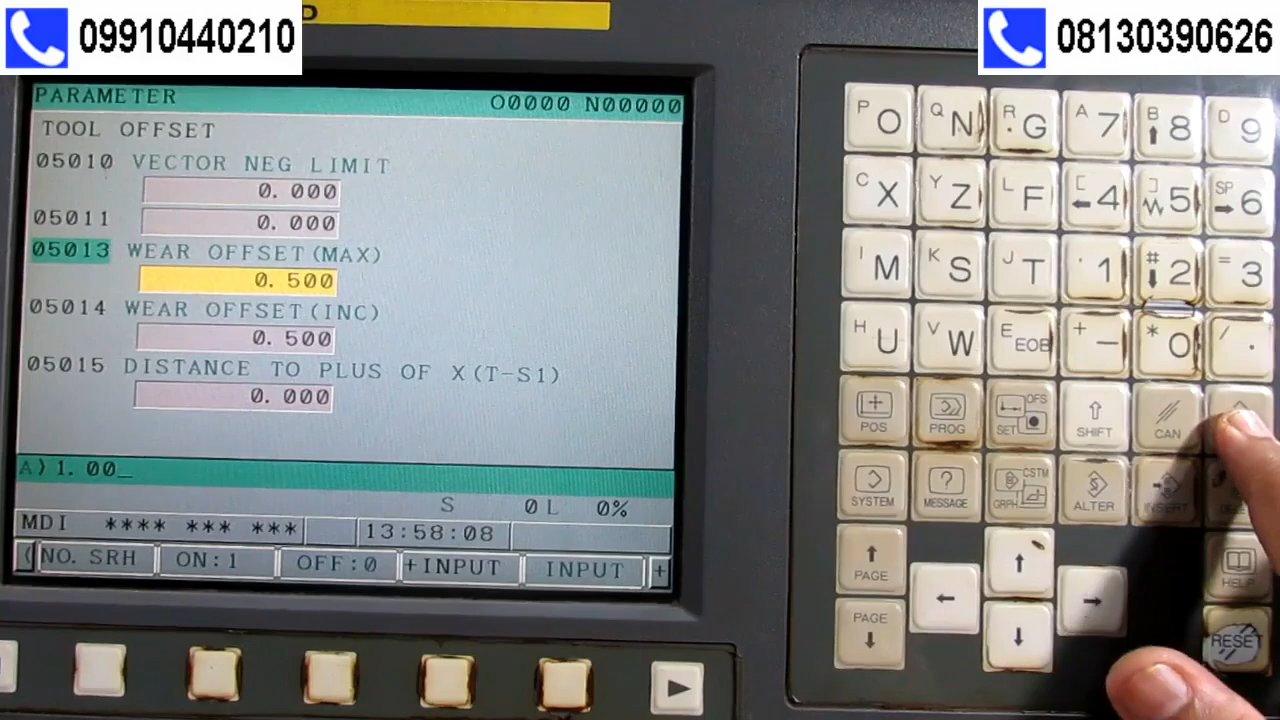 09910440210
08130390626
D
PARAMETER O0000 N00000
TOOL OFFSET
05010 VECTOR NEG LIMIT
0.000
05011 0.000
05013 WEAR OFFSET(MAX)
0.500
05014 WEAR OFFSET(INC)
0.500
05015 DISTANCE TO PLUS OF X(T-S1)
0.000
A) 1.00_
S 0 L 0%
MDI **** *** *** 13:58:08
( NO. SRH ON:1 OFF:0 +INPUT INPUT +
P O Q N R G A 7 B 8 D 9
C X Y Z L F [ 4 ] W 5 SP 6
I M K S J T 1 # 2 = 3
H U V W E EOB + - * 0 / .
POS PROG OFS SET SHIFT CAN
SYSTEM MESSAGE CSTM GRPH ALTER INSERT
PAGE HELP
PAGE RESET